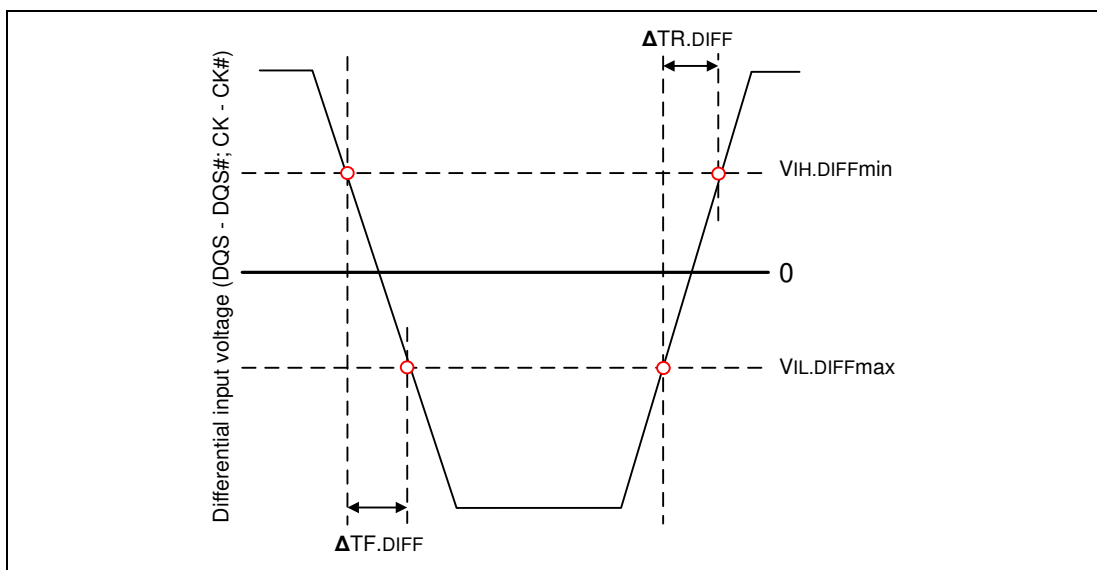 ΔTR.DIFF
Differential input voltage (DQS - DQS#; CK - CK#)
VIH.DIFFmin
0
VIL.DIFFmax
ΔTF.DIFF